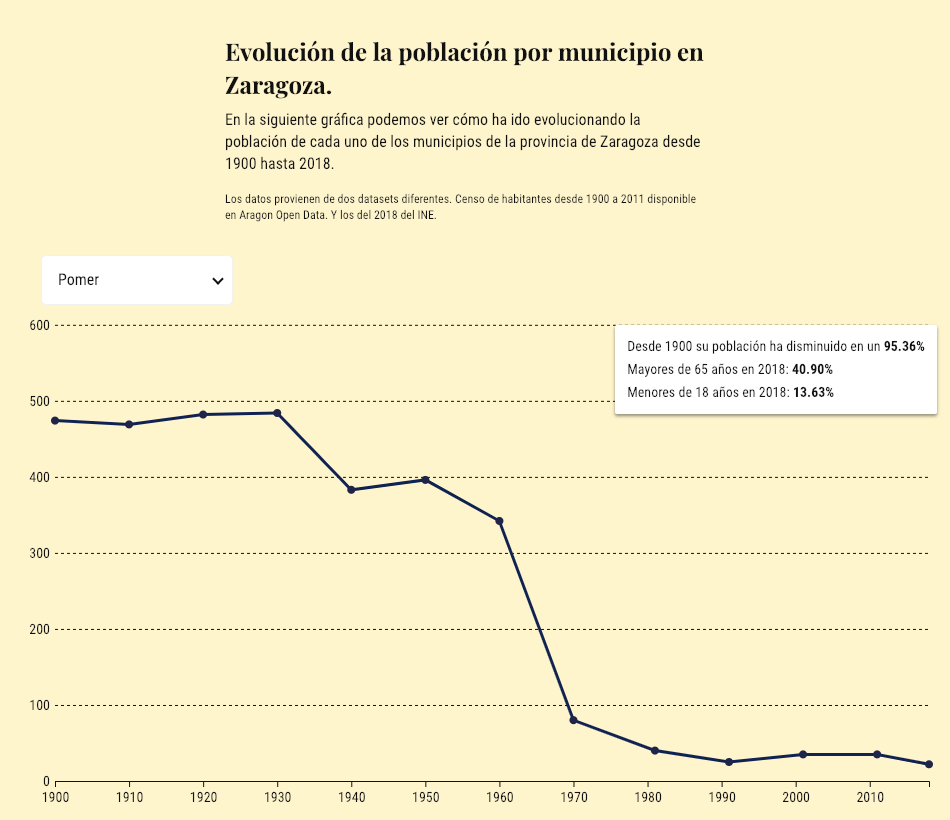 Evolución de la población por municipio en
Zaragoza.
En la siguiente gráfica podemos ver cómo ha ido evolucionando la
población de cada uno de los municipios de la provincia de Zaragoza desde
1900 hasta 2018.
Los datos provienen de dos datasets diferentes. Censo de habitantes desde 1900 a 2011 disponible
en Aragon Open Data. Y los del 2018 del INE.
Pomer
600
Desde 1900 su población ha disminuido en un 95.36%
Mayores de 65 años en 2018: 40.90%
Menores de 18 años en 2018: 13.63%
500
400
300
200
100
0
1900 1910 1920 1930 1940 1950 1960 1970 1980 1990 2000 2010